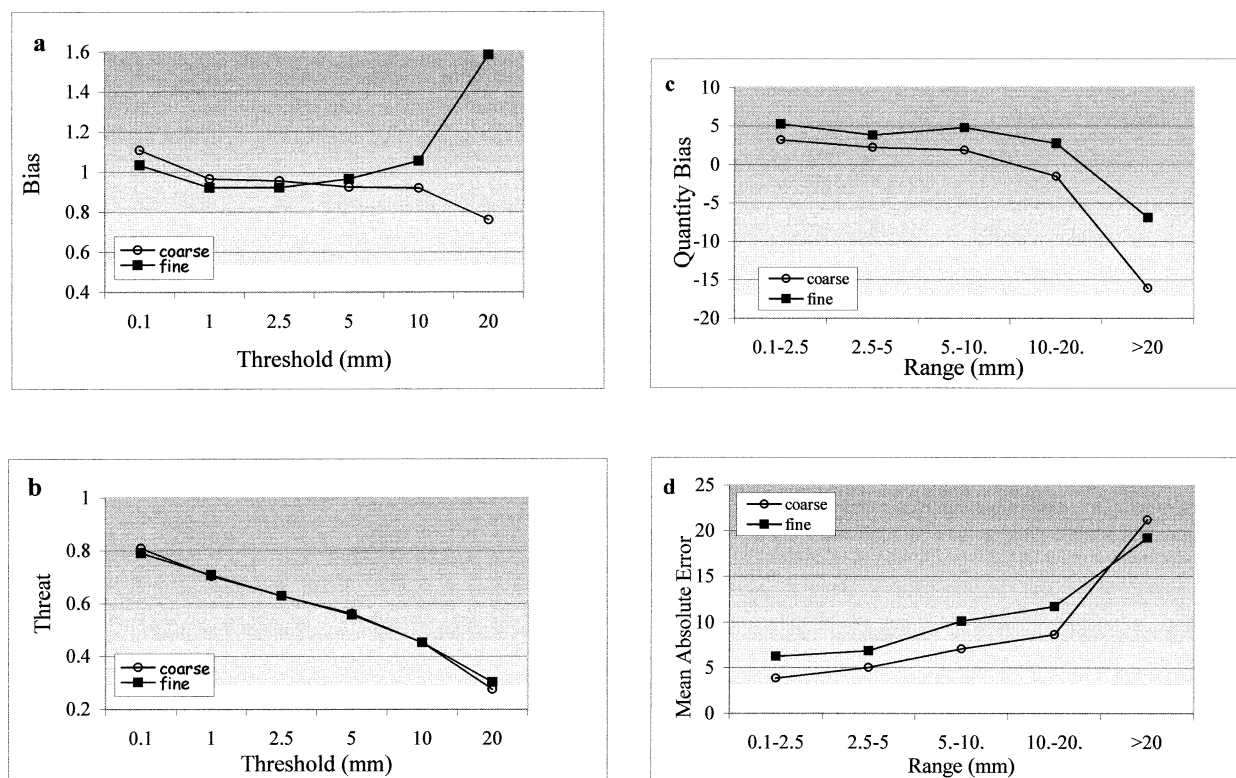 a
1.6
1.4
1.2
1
0.8
0.6
0.4
Bias
coarse
fine
0.1 1 2.5 5 10 20
Threshold (mm)
b
1
0.8
0.6
0.4
0.2
Threat
coarse
fine
0.1 1 2.5 5 10 20
Threshold (mm)
c
10
5
0
-5
-10
-15
-20
Quantity Bias
coarse
fine
0.1-2.5 2.5-5 5.-10. 10.-20. >20
Range (mm)
d
25
20
15
10
5
0
Mean Absolute Error
coarse
fine
0.1-2.5 2.5-5 5.-10. 10.-20. >20
Range (mm)